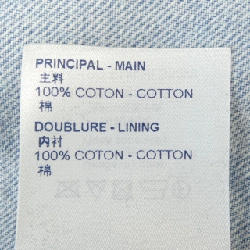 PRINCIPAL - MAIN
主料
100% COTON - COTTON
棉
DOUBLURE - LINING
内衬
100% COTON - COTTON
棉